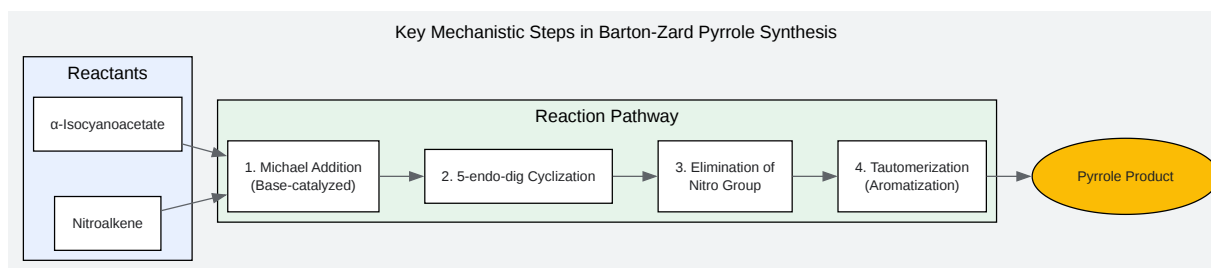 Key Mechanistic Steps in Barton-Zard Pyrrole Synthesis
Reactants
α-Isocyanoacetate
Nitroalkene
Reaction Pathway
1. Michael Addition
(Base-catalyzed)
2. 5-endo-dig Cyclization
3. Elimination of
Nitro Group
4. Tautomerization
(Aromatization)
Pyrrole Product